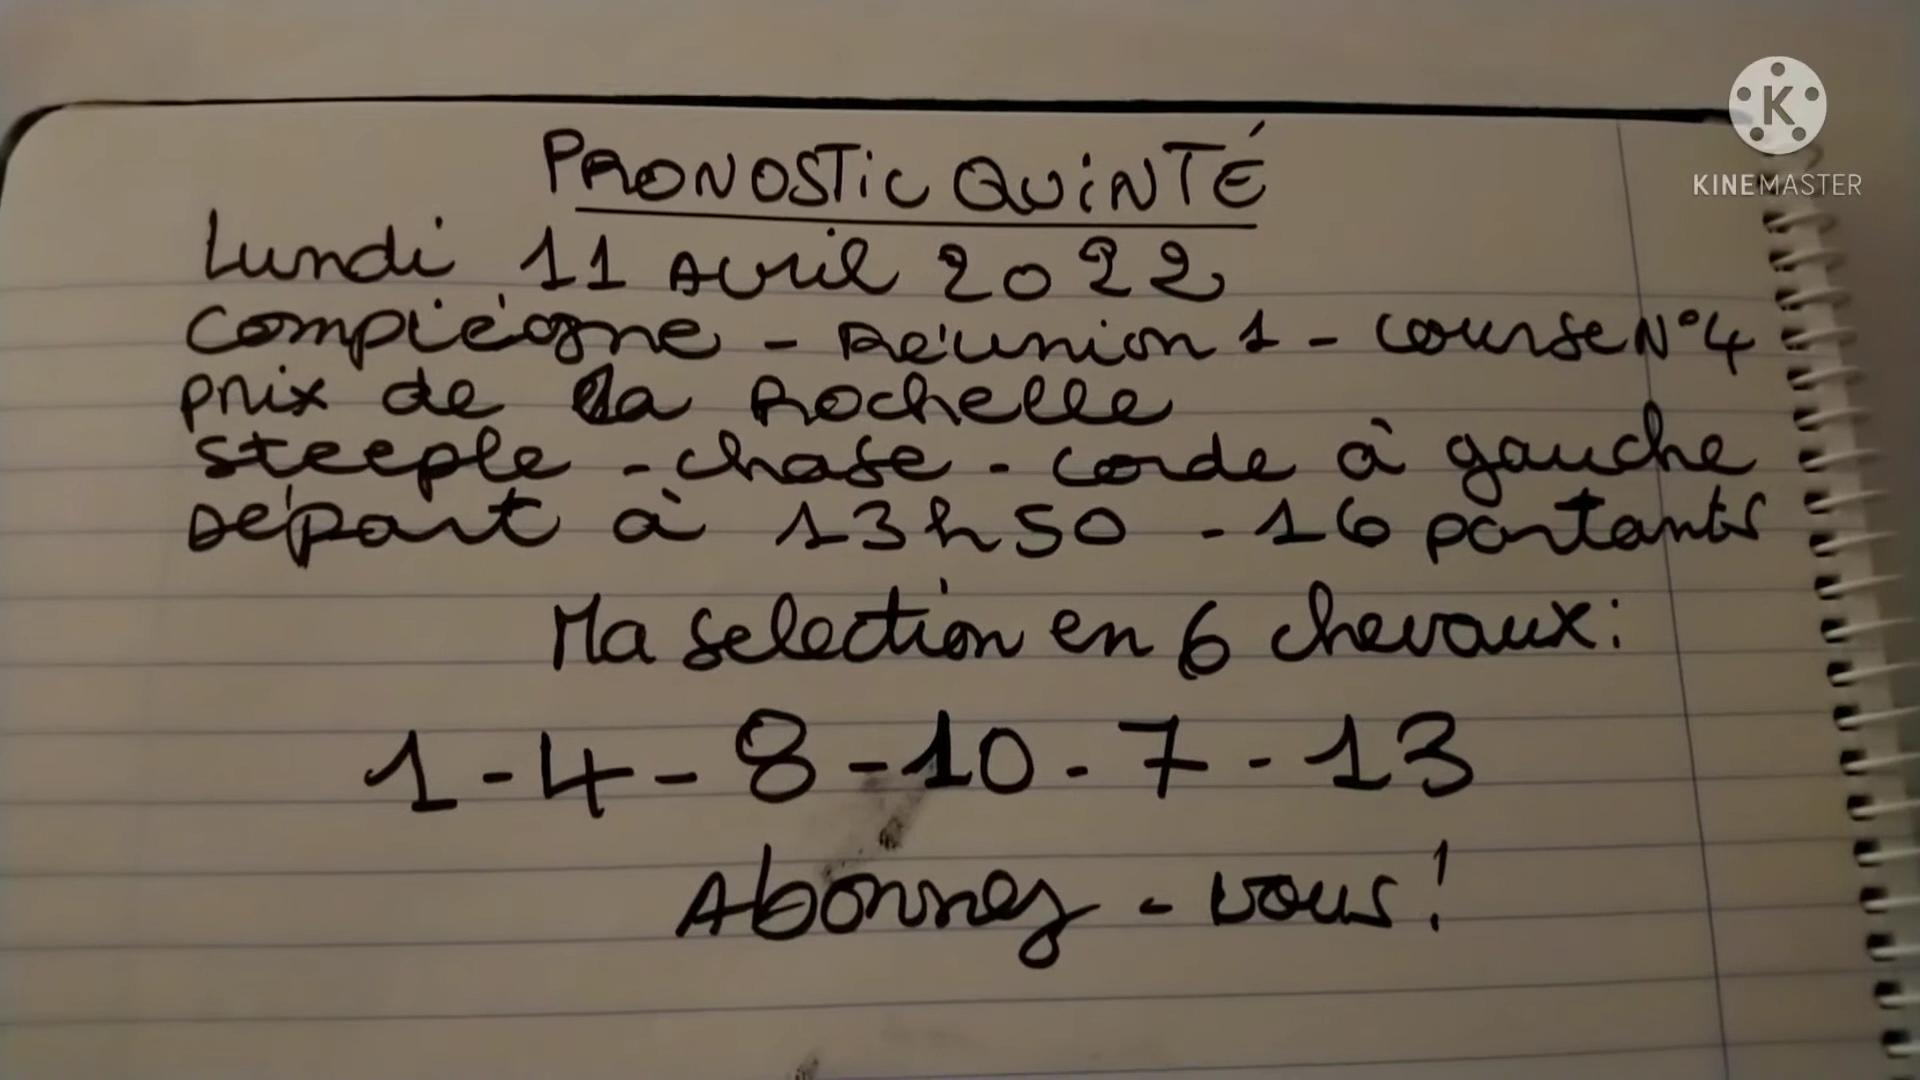 PRONOSTIC QUINTÉ
K
KINEMASTER
Lundi 11 Avril 2022
Compiégne - Réunion 1 - Course N°4
prix de la Rochelle
steeple - chase - corde à gauche
Départ à 13h50 - 16 partants
Ma selection en 6 chevaux :
1 - 4 - 8 - 10 - 7 - 13
Abonnez - vous !